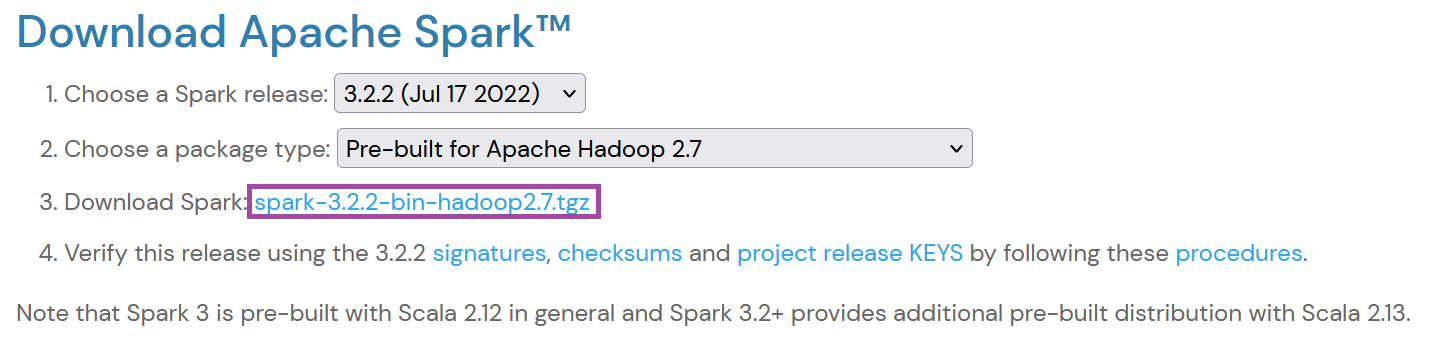 Download Apache Spark™
1. Choose a Spark release: 3.2.2 (Jul 17 2022)
2. Choose a package type: Pre-built for Apache Hadoop 2.7
3. Download Spark: spark-3.2.2-bin-hadoop2.7.tgz
4. Verify this release using the 3.2.2 signatures, checksums and project release KEYS by following these procedures.
Note that Spark 3 is pre-built with Scala 2.12 in general and Spark 3.2+ provides additional pre-built distribution with Scala 2.13.